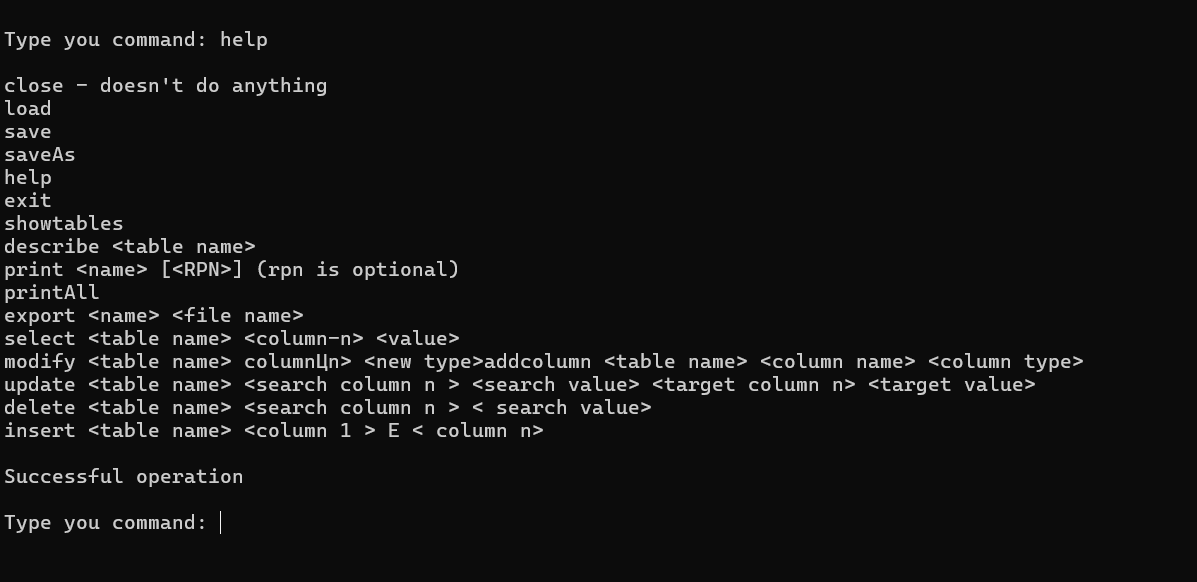 Type you command: help
close - doesn't do anything
load
save
saveAs
help
exit
showtables
describe <table name>
print <name> [<RPN>] (rpn is optional)
printAll
export <name> <file name>
select <table name> <column-n> <value>
modify <table name> columnЦn> <new type>addcolumn <table name> <column name> <column type>
update <table name> <search column n > <search value> <target column n> <target value>
delete <table name> <search column n > < search value>
insert <table name> <column 1 > Е < column n>
Successful operation
Type you command: